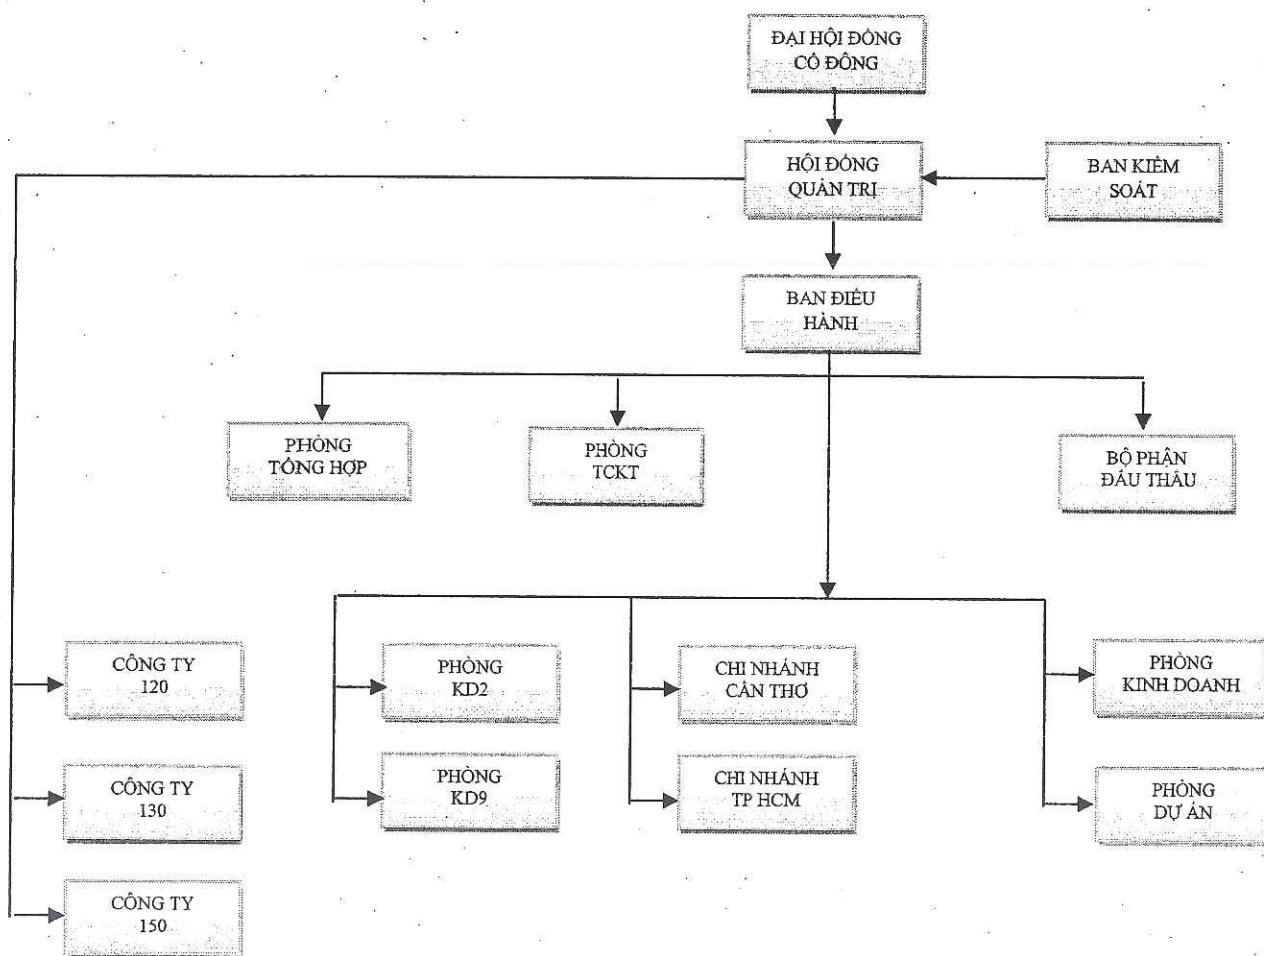 ĐẠI HỘI ĐỒNG
CỔ ĐÔNG
HỘI ĐỒNG
QUẢN TRỊ
BAN KIỂM
SOÁT
BAN ĐIỀU
HÀNH
PHÒNG
TỔNG HỢP
PHÒNG
TCKT
BỘ PHẬN
ĐẤU THẦU
CÔNG TY
120
PHÒNG
KD2
CHI NHÁNH
CẦN THƠ
PHÒNG
KINH DOANH
CÔNG TY
130
PHÒNG
KD9
CHI NHÁNH
TP HCM
PHÒNG
DỰ ÁN
CÔNG TY
150